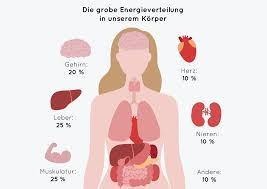 Die grobe Energieverteilung
in unserem Körper
Gehirn:
20 %
Herz:
10 %
Leber:
25 %
Nieren:
10 %
Muskulatur:
25 %
Andere:
10 %